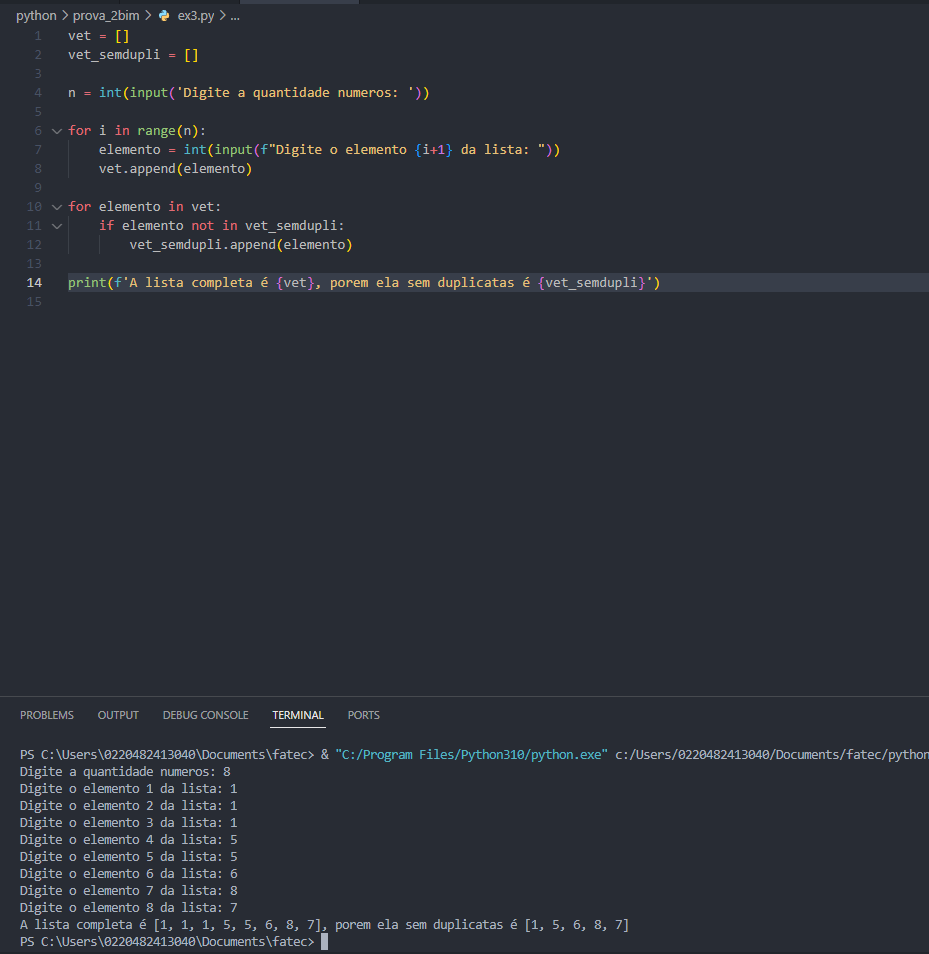 python > prova_2bim > ex3.py > ...
1 vet = []
2 vet_semdupli = []
3
4 n = int(input('Digite a quantidade numeros: '))
5
6 for i in range(n):
7     elemento = int(input(f"Digite o elemento {i+1} da lista: "))
8     vet.append(elemento)
9
10 for elemento in vet:
11     if elemento not in vet_semdupli:
12         vet_semdupli.append(elemento)
13
14 print(f'A lista completa é {vet}, porem ela sem duplicatas é {vet_semdupli}')
15
PROBLEMS OUTPUT DEBUG CONSOLE TERMINAL PORTS
PS C:\Users\0220482413040\Documents\fatec> & "C:/Program Files/Python310/python.exe" c:/Users/0220482413040/Documents/fatec/python
Digite a quantidade numeros: 8
Digite o elemento 1 da lista: 1
Digite o elemento 2 da lista: 1
Digite o elemento 3 da lista: 1
Digite o elemento 4 da lista: 5
Digite o elemento 5 da lista: 5
Digite o elemento 6 da lista: 6
Digite o elemento 7 da lista: 8
Digite o elemento 8 da lista: 7
A lista completa é [1, 1, 1, 5, 5, 6, 8, 7], porem ela sem duplicatas é [1, 5, 6, 8, 7]
PS C:\Users\0220482413040\Documents\fatec>